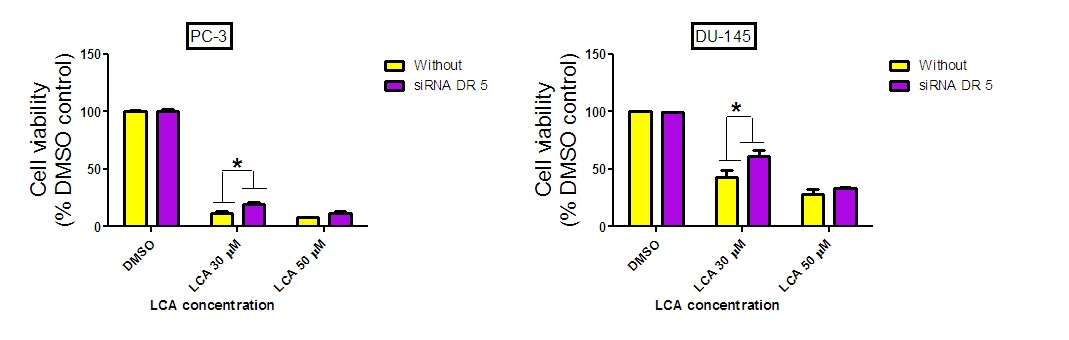 PC-3
Cell viability
(% DMSO control)
150
100
50
0
*
Without
siRNA DR 5
DMSO
LCA 30 µM
LCA 50 µM
LCA concentration
DU-145
Cell viability
(% DMSO control)
150
100
50
0
*
Without
siRNA DR 5
DMSO
LCA 30 µM
LCA 50 µM
LCA concentration